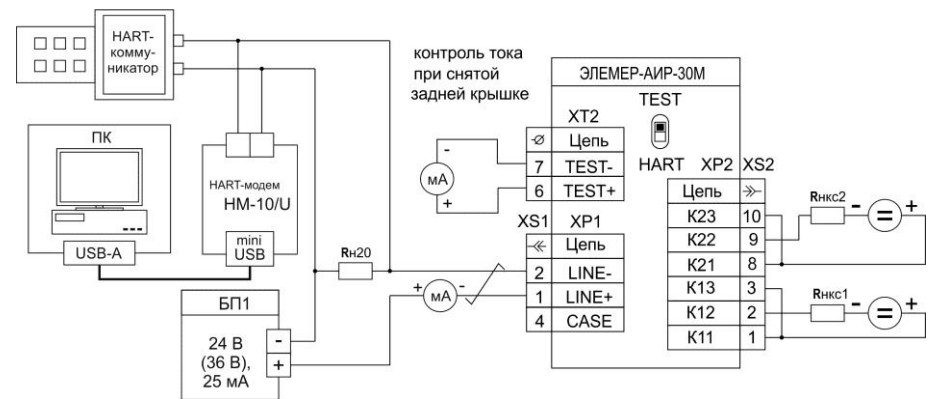 HART-
комму-
никатор
ПК
USB-A
HART-модем
HM-10/U
mini
USB
Rн20
БП1
24 В
(36 В),
25 мА
-
+
контроль тока
при снятой
задней крышке
-
мА
+
+ мА -
ЭЛЕМЕР-АИР-30М
TEST
HART
XT2
Цепь
7 TEST-
6 TEST+
XS1 XP1
Цепь
2 LINE-
1 LINE+
4 CASE
XP2 XS2
Цепь
К23 10
К22 9
К21 8
К13 3
К12 2
К11 1
Rнкс2 - = +
Rнкс1 - = +